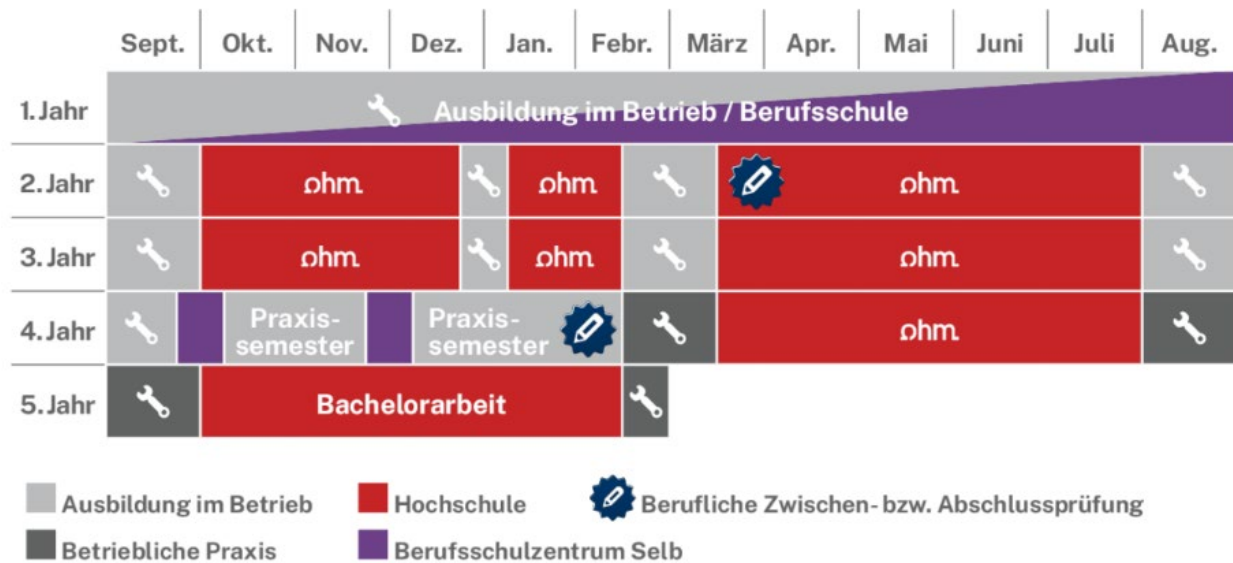 Sept. Okt. Nov. Dez. Jan. Febr. März Apr. Mai Juni Juli Aug.
1. Jahr Ausbildung im Betrieb / Berufsschule
2. Jahr ohm ohm ohm
3. Jahr ohm ohm ohm
4. Jahr Praxis- Praxis- ohm
semester semester
5. Jahr Bachelorarbeit
Ausbildung im Betrieb Hochschule Berufliche Zwischen- bzw. Abschlussprüfung
Betriebliche Praxis Berufsschulzentrum Selb